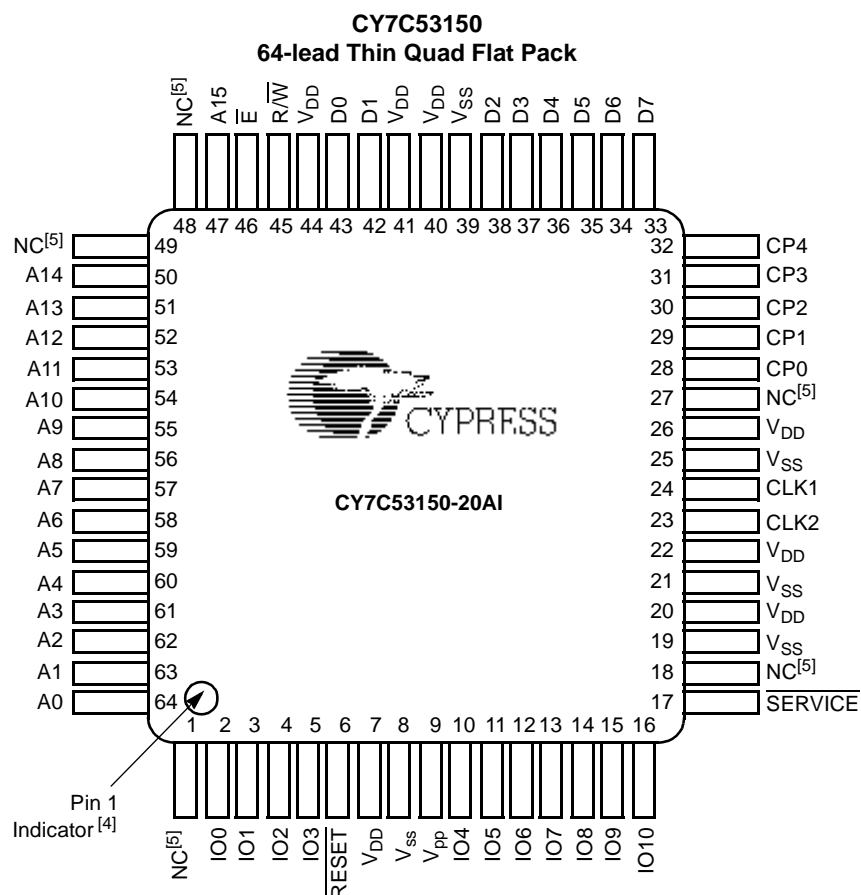 CY7C53150
64-lead Thin Quad Flat Pack
NC[5]
A15
E
R/W
VDD
D0
D1
VDD
VDD
VSS
D2
D3
D4
D5
D6
D7
48 47 46 45 44 43 42 41 40 39 38 37 36 35 34 33
NC[5] 49 32 CP4
A14 50 31 CP3
A13 51 30 CP2
A12 52 29 CP1
A11 53 28 CP0
A10 54 27 NC[5]
A9 55 26 VDD
A8 56 25 VSS
A7 57 24 CLK1
A6 58 23 CLK2
A5 59 22 VDD
A4 60 21 VSS
A3 61 20 VDD
A2 62 19 VSS
A1 63 18 NC[5]
A0 64 17 SERVICE
CYPRESS
CY7C53150-20AI
1 2 3 4 5 6 7 8 9 10 11 12 13 14 15 16
Pin 1
Indicator [4]
NC[5]
IO0
IO1
IO2
IO3
RESET
VDD
Vss
Vpp
IO4
IO5
IO6
IO7
IO8
IO9
IO10